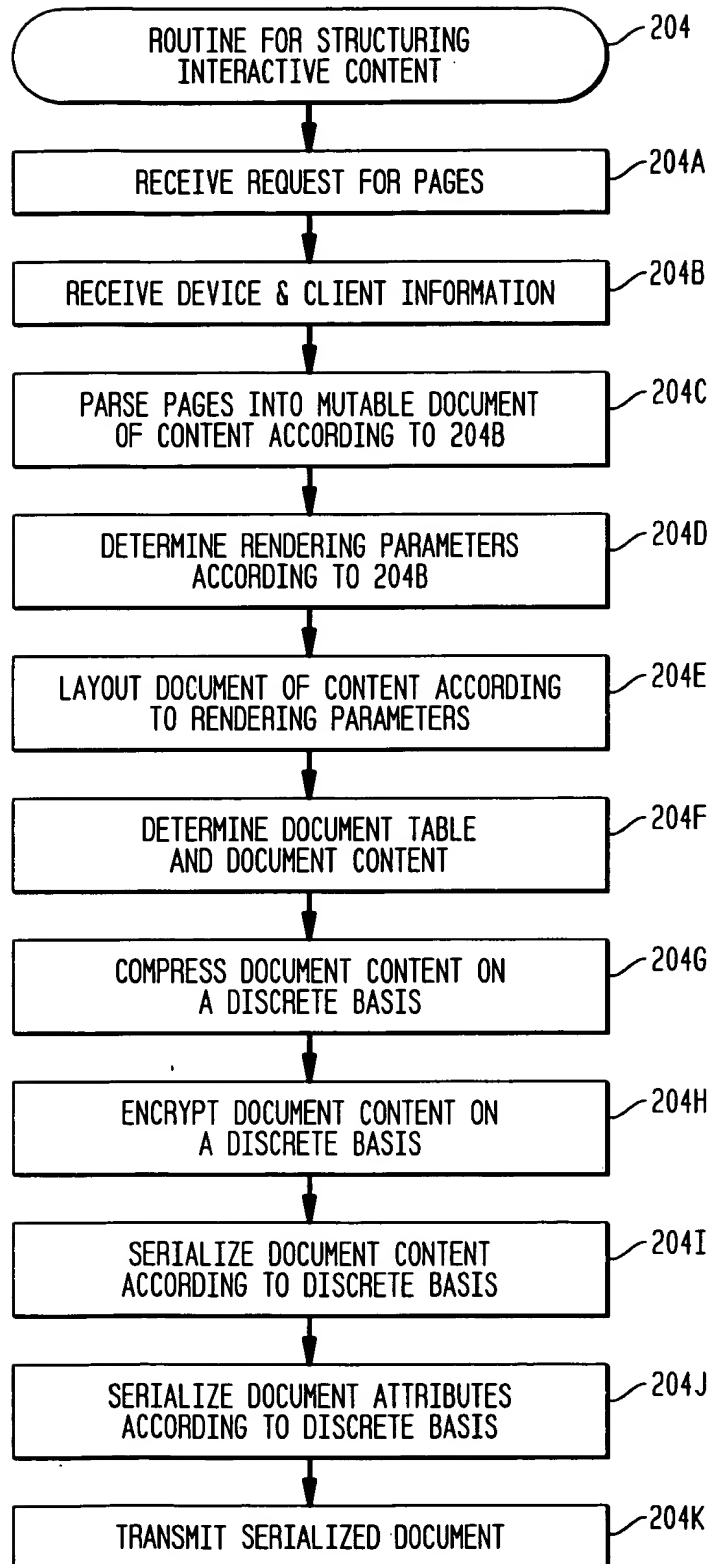 ROUTINE FOR STRUCTURING
INTERACTIVE CONTENT
204
RECEIVE REQUEST FOR PAGES
204A
RECEIVE DEVICE & CLIENT INFORMATION
204B
PARSE PAGES INTO MUTABLE DOCUMENT
OF CONTENT ACCORDING TO 204B
204C
DETERMINE RENDERING PARAMETERS
ACCORDING TO 204B
204D
LAYOUT DOCUMENT OF CONTENT ACCORDING
TO RENDERING PARAMETERS
204E
DETERMINE DOCUMENT TABLE
AND DOCUMENT CONTENT
204F
COMPRESS DOCUMENT CONTENT ON
A DISCRETE BASIS
204G
ENCRYPT DOCUMENT CONTENT ON
A DISCRETE BASIS
204H
SERIALIZE DOCUMENT CONTENT
ACCORDING TO DISCRETE BASIS
204I
SERIALIZE DOCUMENT ATTRIBUTES
ACCORDING TO DISCRETE BASIS
204J
TRANSMIT SERIALIZED DOCUMENT
204K